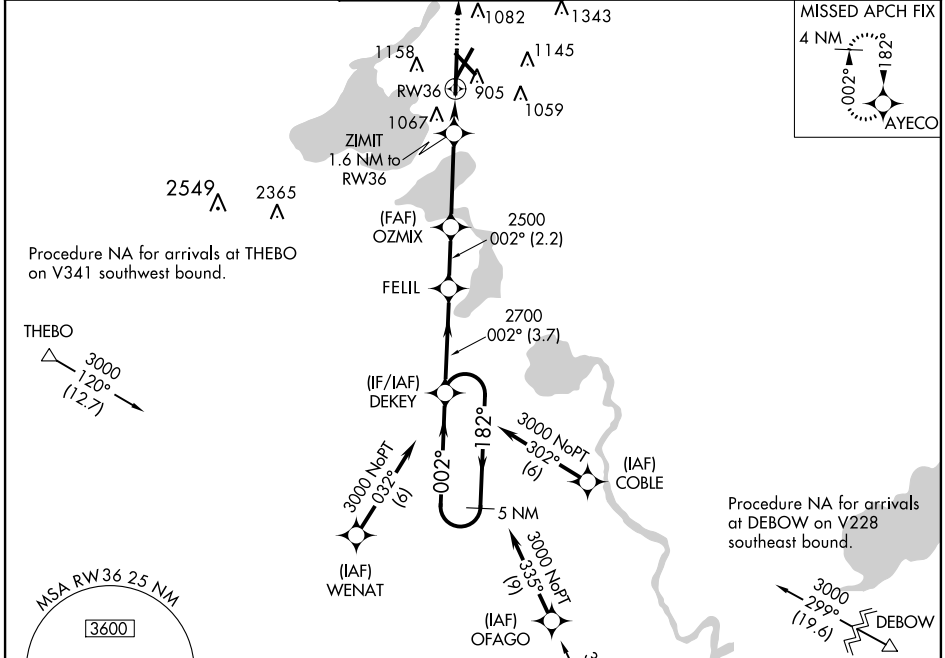 1082
1343
MISSED APCH FIX
4 NM
182°
002°
AYECO
1158
1145
RW36
905
1059
1067
ZIMIT
1.6 NM to
RW36
2549
2365
(FAF)
OZMIX
2500
002° (2.2)
Procedure NA for arrivals at THEBO
on V341 southwest bound.
FELIL
2700
002° (3.7)
THEBO
3000
120°
(12.7)
(IF/IAF)
DEKEY
002°
182°
5 NM
3000 NoPT
302°
(6)
(IAF)
COBLE
3000 NoPT
032°
(6)
(IAF)
WENAT
3000 NoPT
335°
(9)
(IAF)
OFAGO
Procedure NA for arrivals
at DEBOW on V228
southeast bound.
3000
299°
(19.6)
DEBOW
MSA RW36 25 NM
3600